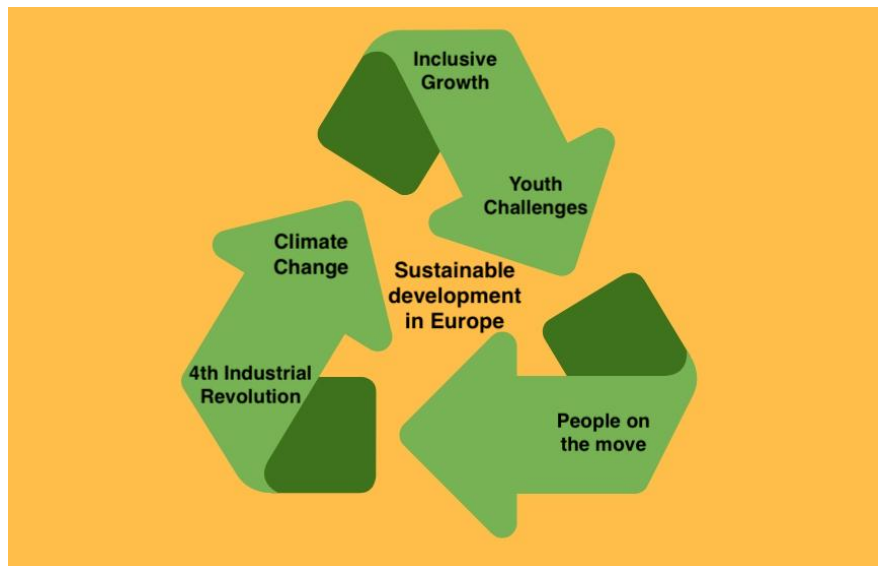 Inclusive
Growth
Youth
Challenges
Climate
Change
Sustainable
development
in Europe
4th Industrial
Revolution
People on
the move